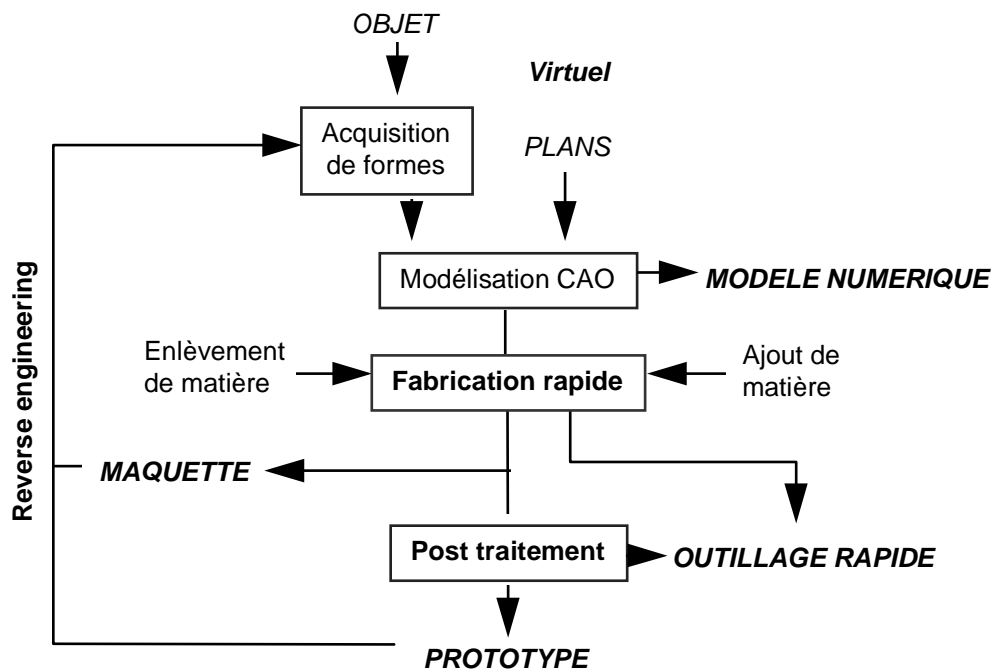 OBJET
Virtuel
Acquisition
de formes
PLANS
Modélisation CAO
MODELE NUMERIQUE
Reverse engineering
Enlèvement
de matière
Fabrication rapide
Ajout de
matière
MAQUETTE
Post traitement
OUTILLAGE RAPIDE
PROTOTYPE